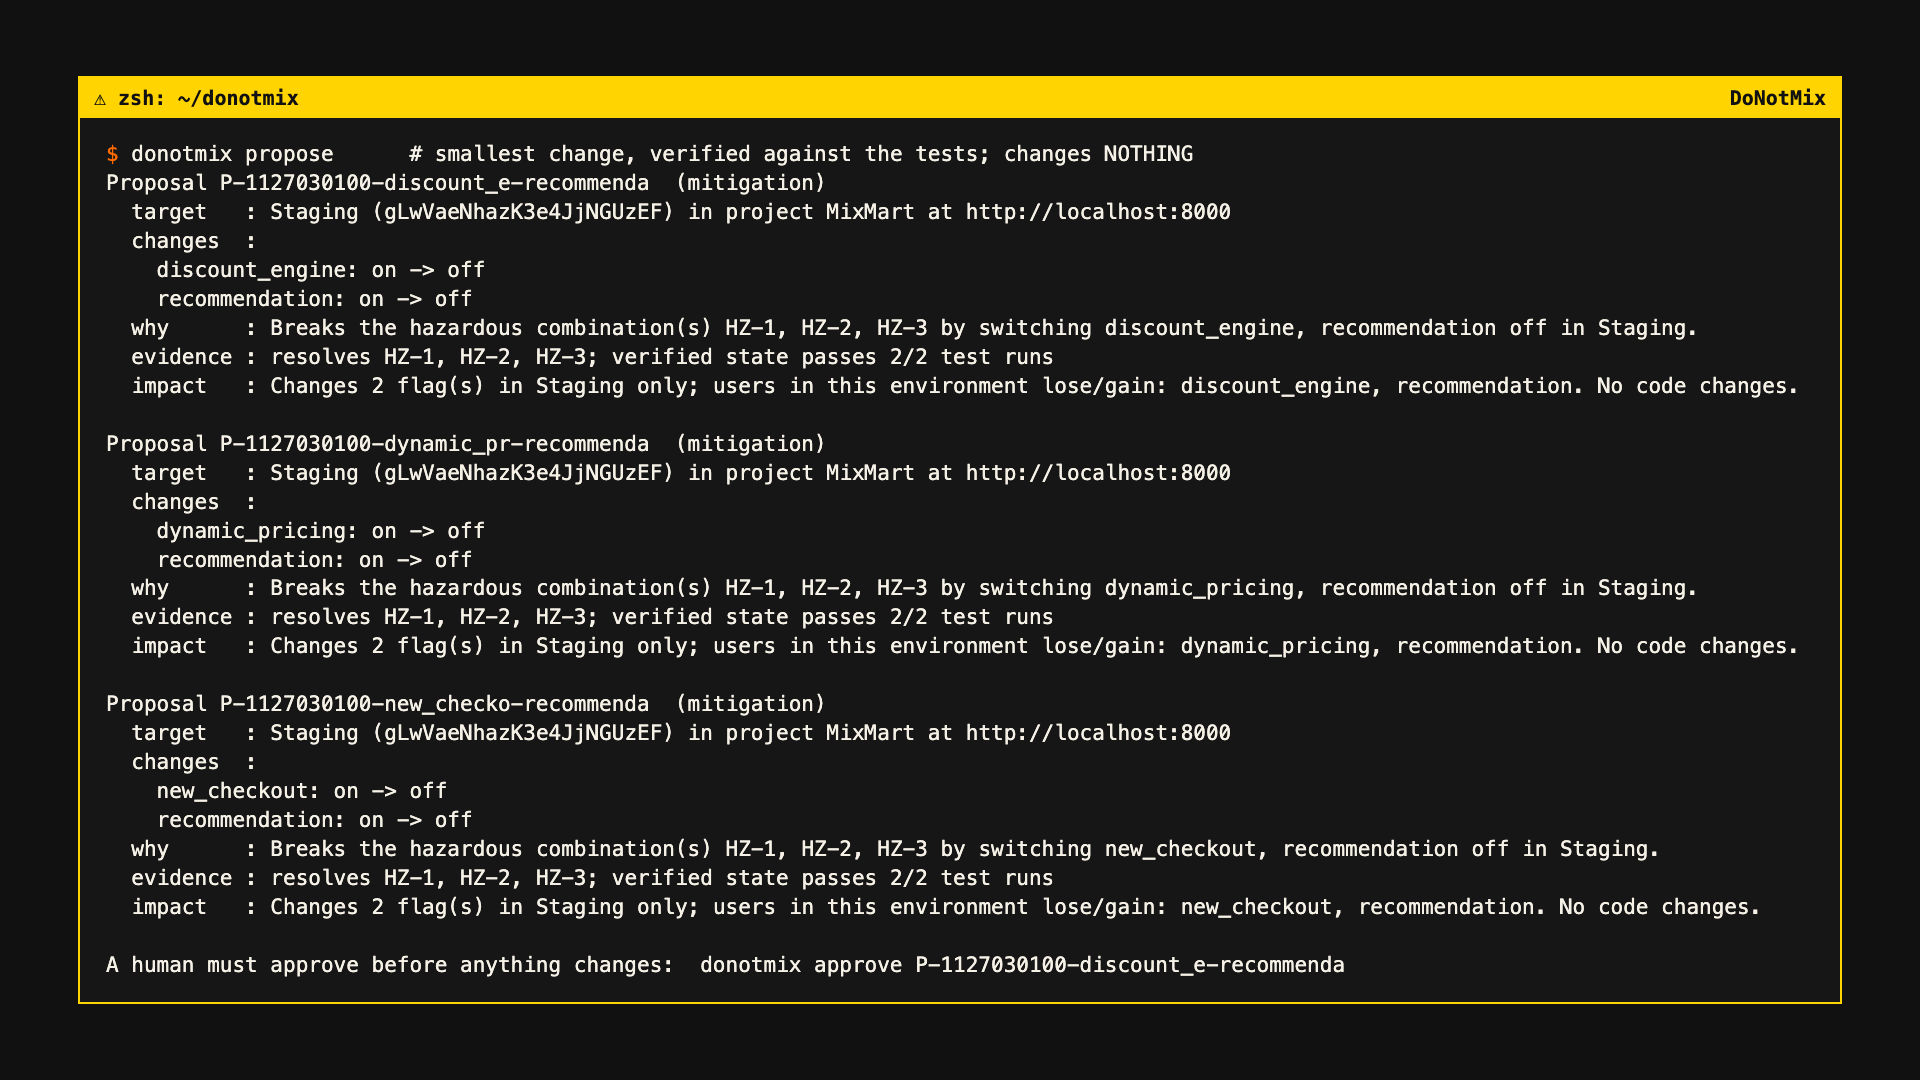 ⚠ zsh: ~/donotmix DoNotMix
$ donotmix propose      # smallest change, verified against the tests; changes NOTHING
Proposal P-1127030100-discount_e-recommenda  (mitigation)
  target   : Staging (gLwVaeNhazK3e4JjNGUzEF) in project MixMart at http://localhost:8000
  changes  :
    discount_engine: on -> off
    recommendation: on -> off
  why      : Breaks the hazardous combination(s) HZ-1, HZ-2, HZ-3 by switching discount_engine, recommendation off in Staging.
  evidence : resolves HZ-1, HZ-2, HZ-3; verified state passes 2/2 test runs
  impact   : Changes 2 flag(s) in Staging only; users in this environment lose/gain: discount_engine, recommendation. No code changes.

Proposal P-1127030100-dynamic_pr-recommenda  (mitigation)
  target   : Staging (gLwVaeNhazK3e4JjNGUzEF) in project MixMart at http://localhost:8000
  changes  :
    dynamic_pricing: on -> off
    recommendation: on -> off
  why      : Breaks the hazardous combination(s) HZ-1, HZ-2, HZ-3 by switching dynamic_pricing, recommendation off in Staging.
  evidence : resolves HZ-1, HZ-2, HZ-3; verified state passes 2/2 test runs
  impact   : Changes 2 flag(s) in Staging only; users in this environment lose/gain: dynamic_pricing, recommendation. No code changes.

Proposal P-1127030100-new_checko-recommenda  (mitigation)
  target   : Staging (gLwVaeNhazK3e4JjNGUzEF) in project MixMart at http://localhost:8000
  changes  :
    new_checkout: on -> off
    recommendation: on -> off
  why      : Breaks the hazardous combination(s) HZ-1, HZ-2, HZ-3 by switching new_checkout, recommendation off in Staging.
  evidence : resolves HZ-1, HZ-2, HZ-3; verified state passes 2/2 test runs
  impact   : Changes 2 flag(s) in Staging only; users in this environment lose/gain: new_checkout, recommendation. No code changes.

A human must approve before anything changes:  donotmix approve P-1127030100-discount_e-recommenda